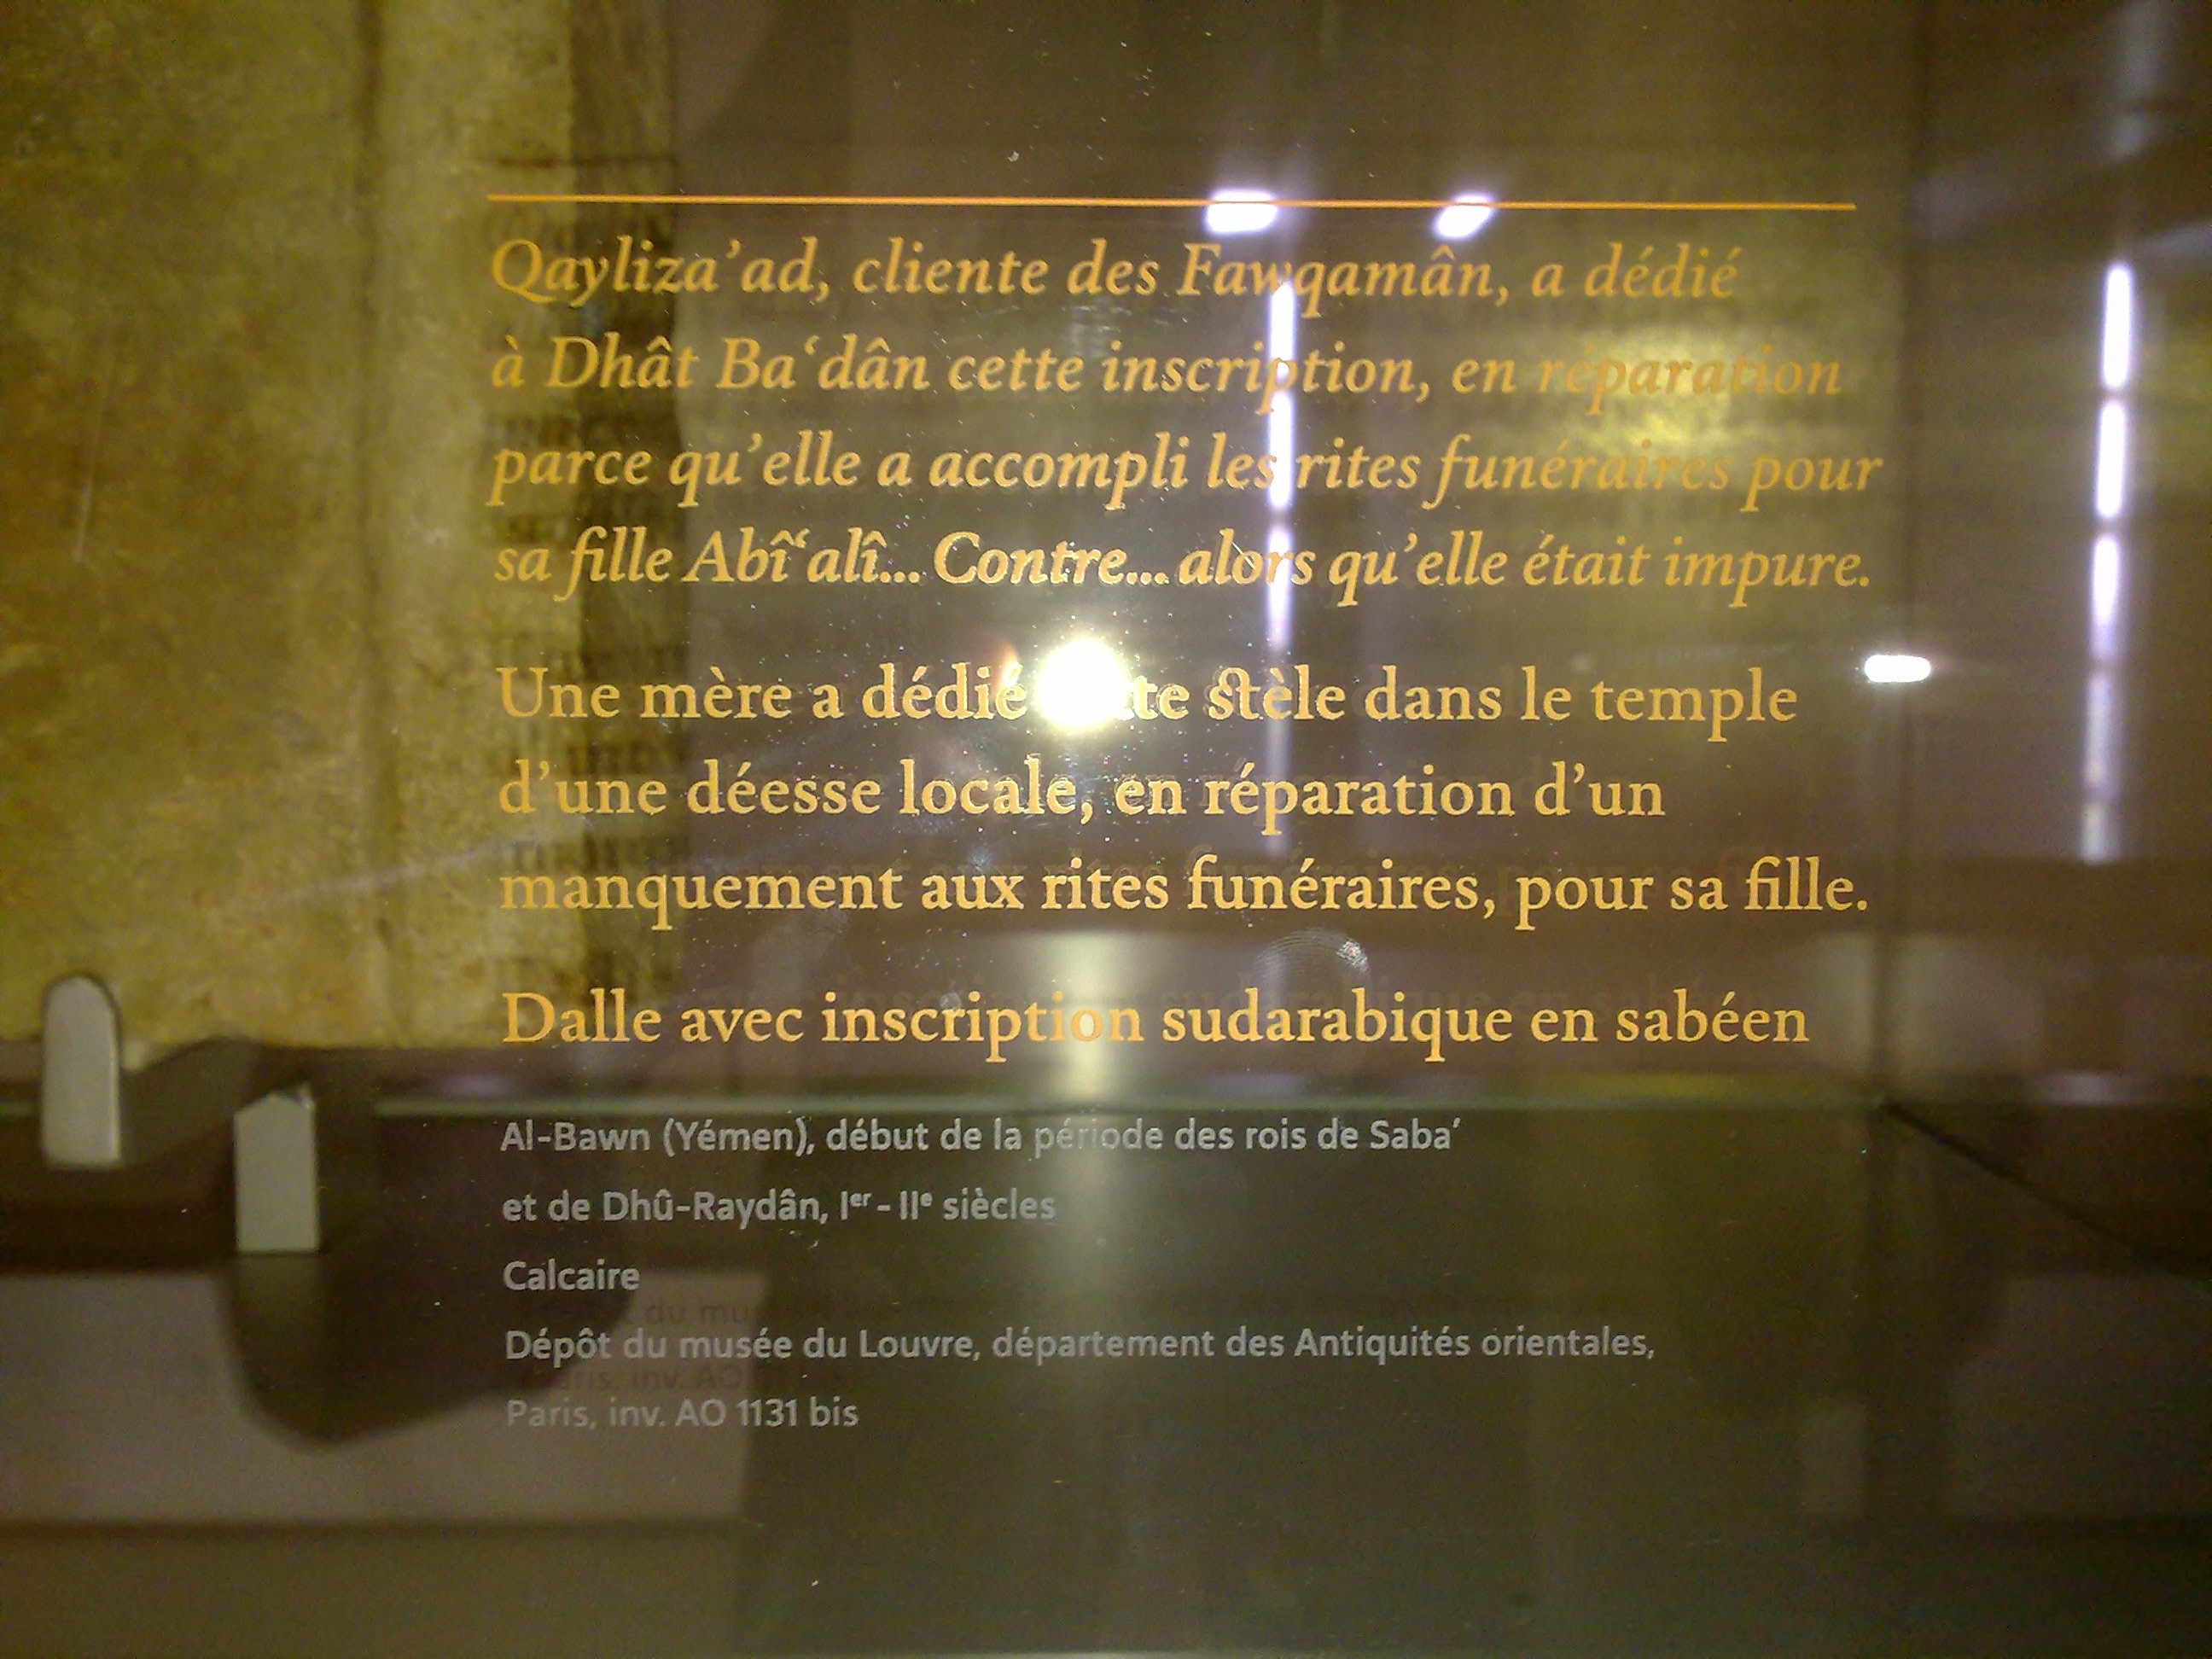 Qayliza’ad, cliente des Fawqamân, a dédié
à Dhât Ba‘dân cette inscription, en réparation
parce qu’elle a accompli les rites funéraires pour
sa fille Abî‘alî... Contre... alors qu’elle était impure.
Une mère a dédié stèle dans le temple
d’une déesse locale, en réparation d’un
manquement aux rites funéraires, pour sa fille.
Dalle avec inscription sudarabique en sabéen
Al-Bawn (Yémen), début de la période des rois de Saba’
et de Dhû-Raydân, Iᵉʳ - IIᵉ siècles
Calcaire
Dépôt du musée du Louvre, département des Antiquités orientales,
Paris, inv. AO 1131 bis